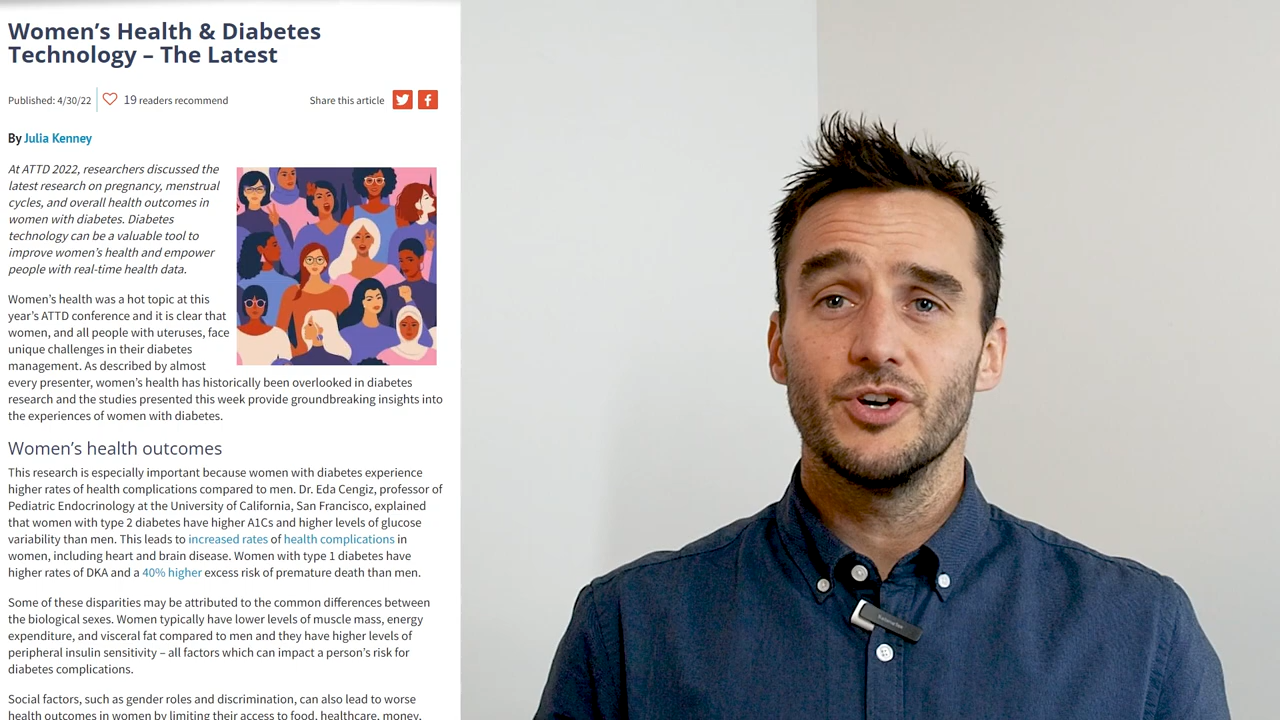 Women’s Health & Diabetes
Technology – The Latest
Published: 4/30/22
19 readers recommend
Share this article
By Julia Kenney
At ATTD 2022, researchers discussed the
latest research on pregnancy, menstrual
cycles, and overall health outcomes in
women with diabetes. Diabetes
technology can be a valuable tool to
improve women’s health and empower
people with real-time health data.
Women’s health was a hot topic at this
year’s ATTD conference and it is clear that
women, and all people with uteruses, face
unique challenges in their diabetes
management. As described by almost
every presenter, women’s health has historically been overlooked in diabetes
research and the studies presented this week provide groundbreaking insights into
the experiences of women with diabetes.
Women’s health outcomes
This research is especially important because women with diabetes experience
higher rates of health complications compared to men. Dr. Eda Cengiz, professor of
Pediatric Endocrinology at the University of California, San Francisco, explained
that women with type 2 diabetes have higher A1Cs and higher levels of glucose
variability than men. This leads to increased rates of health complications in
women, including heart and brain disease. Women with type 1 diabetes have
higher rates of DKA and a 40% higher excess risk of premature death than men.
Some of these disparities may be attributed to the common differences between
the biological sexes. Women typically have lower levels of muscle mass, energy
expenditure, and visceral fat compared to men and they have higher levels of
peripheral insulin sensitivity – all factors which can impact a person’s risk for
diabetes complications.
Social factors, such as gender roles and discrimination, can also lead to worse
health outcomes in women by limiting their access to food, healthcare, money,